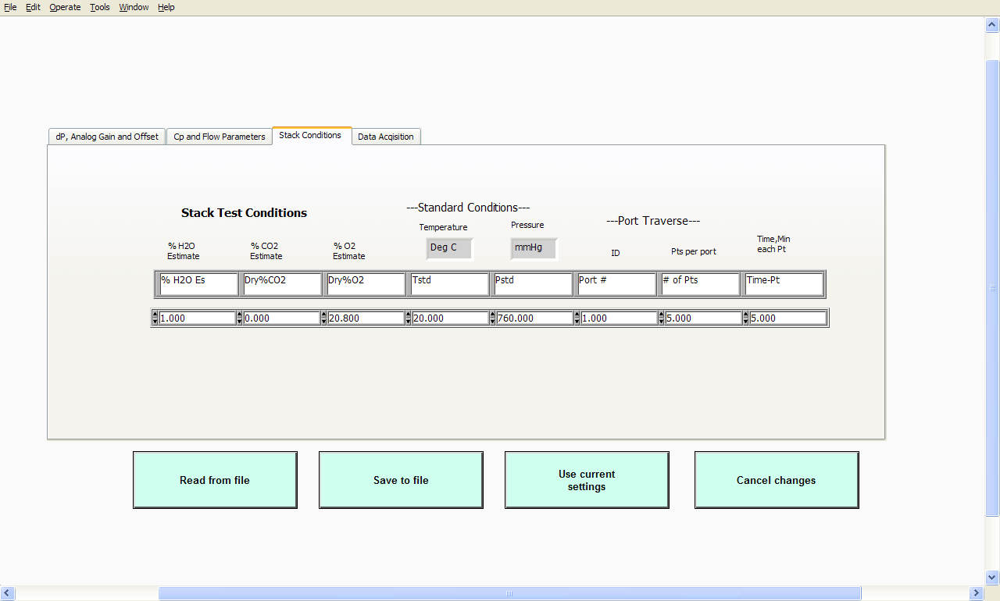 File Edit Operate Tools Window Help
dP, Analog Gain and Offset Cp and Flow Parameters Stack Conditions Data Acqisition
Stack Test Conditions
---Standard Conditions---
Temperature Pressure
Deg C mmHg
---Port Traverse---
% H2O
Estimate
% CO2
Estimate
% O2
Estimate
ID
Pts per port
Time,Min
each Pt
% H2O Es Dry%CO2 Dry%O2 Tstd Pstd Port # # of Pts Time-Pt
1.000 0.000 20.800 20.000 760.000 1.000 5.000 5.000
Read from file
Save to file
Use current
settings
Cancel changes